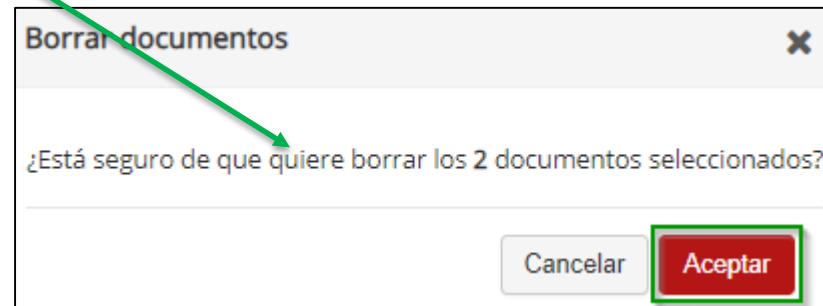 Borrar documentos
¿Está seguro de que quiere borrar los 2 documentos seleccionados?
Cancelar Aceptar